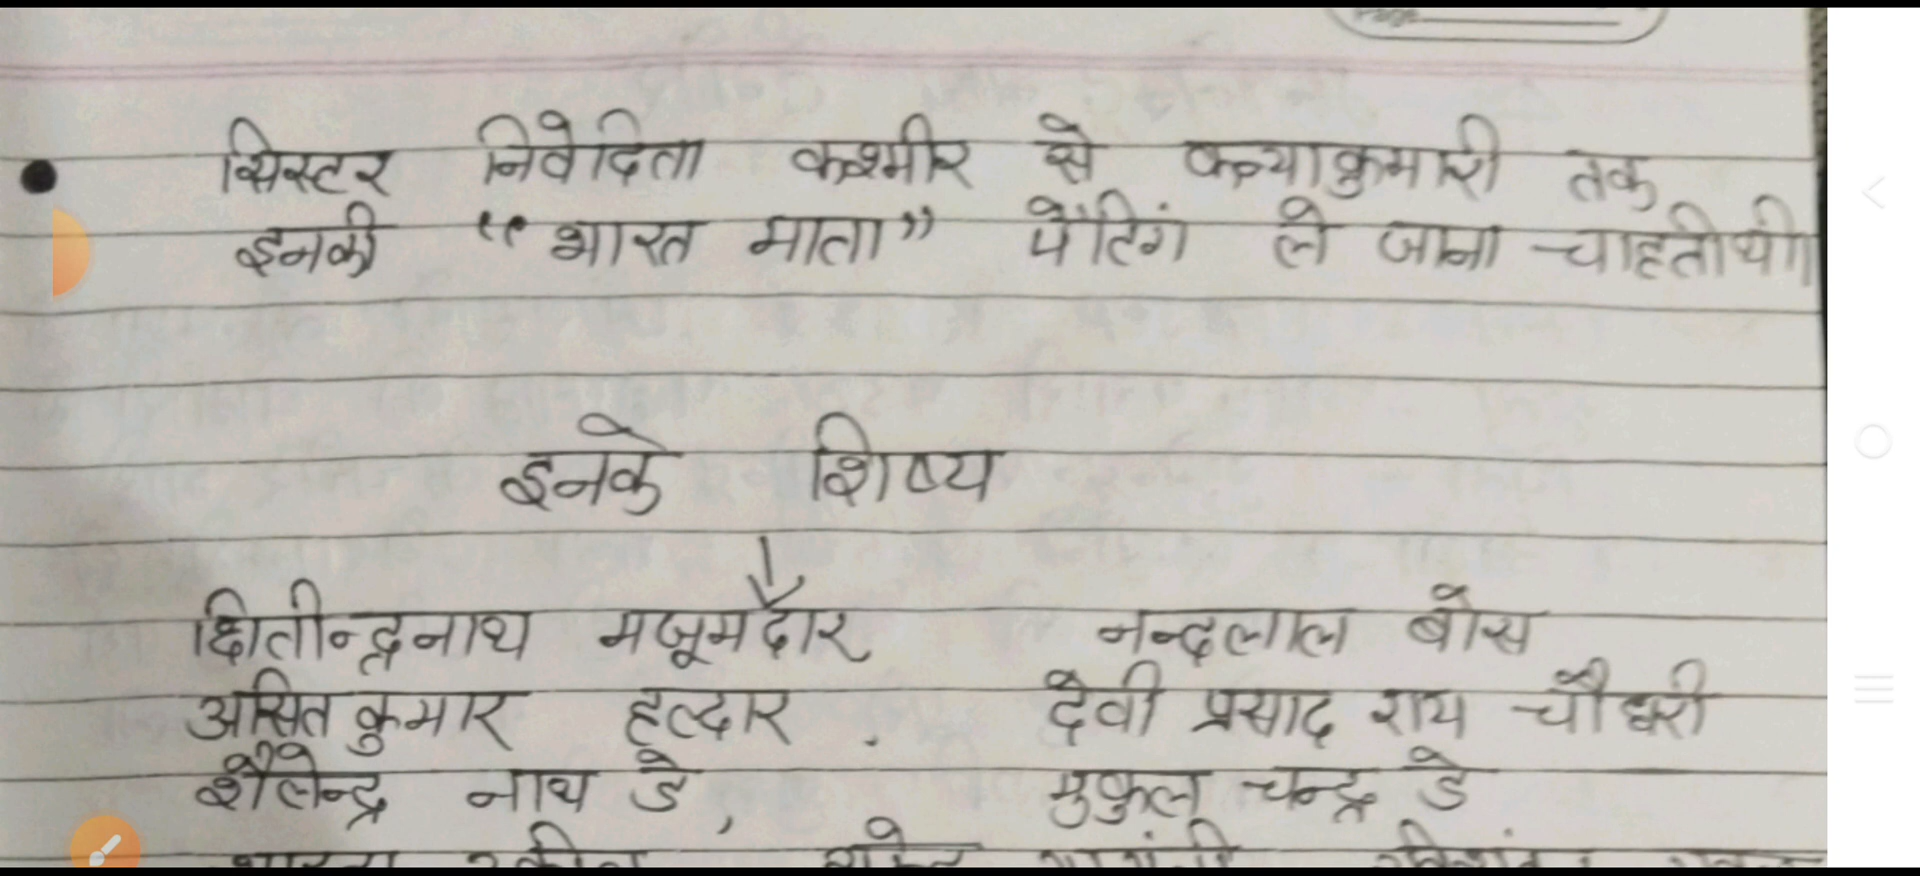 सिस्टर निवेदिता कश्मीर से कन्याकुमारी तक
इनकी "भारत माता" पेंटिंग ले जाना चाहतीथी।
इनके शिष्य
क्षितीन्द्रनाथ मजूमदार नन्दलाल बोस
असित कुमार हल्दार . देवी प्रसाद राय चौधरी
शैलेन्द्र नाथ डे, मुकुल चन्द्र डे